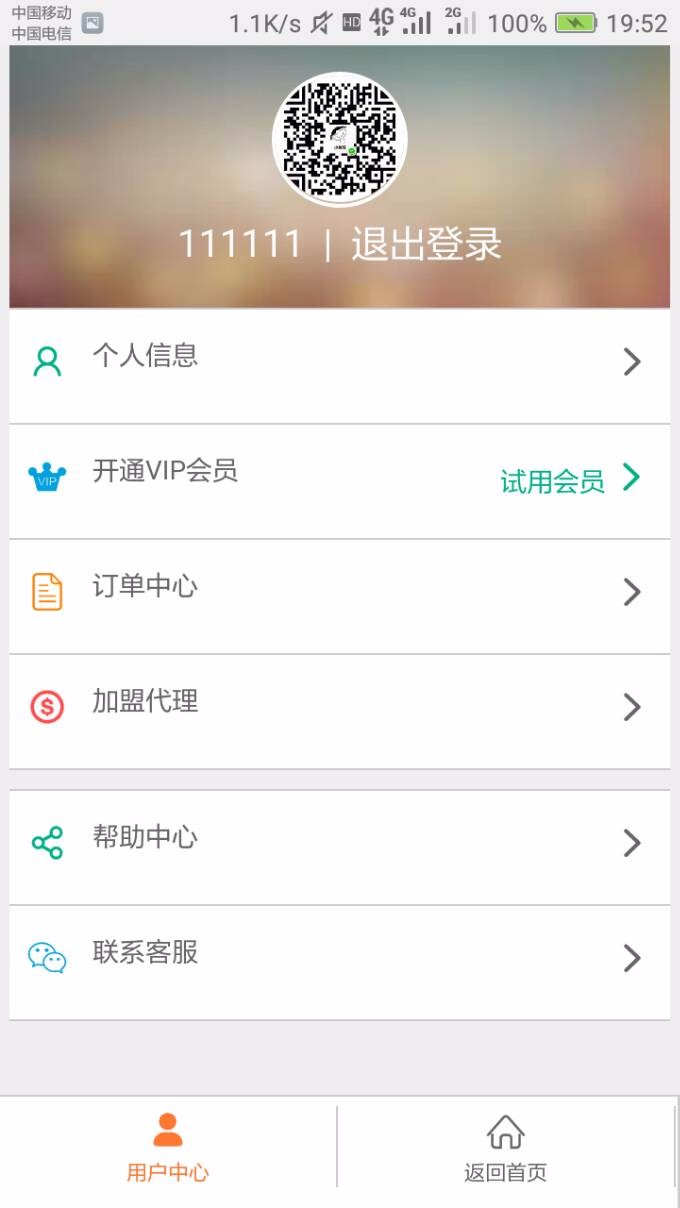 中国移动
中国电信
1.1K/s HD 4G 4G 2G 100% 19:52
111111 | 退出登录
个人信息
VIP 开通VIP会员 试用会员
订单中心
加盟代理
帮助中心
联系客服
用户中心 返回首页